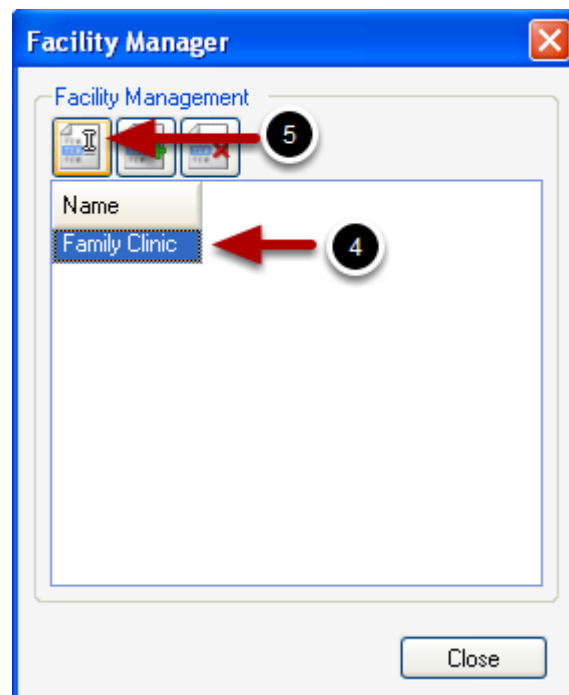 Facility Manager
Facility Management
5
Name
Family Clinic
4
Close